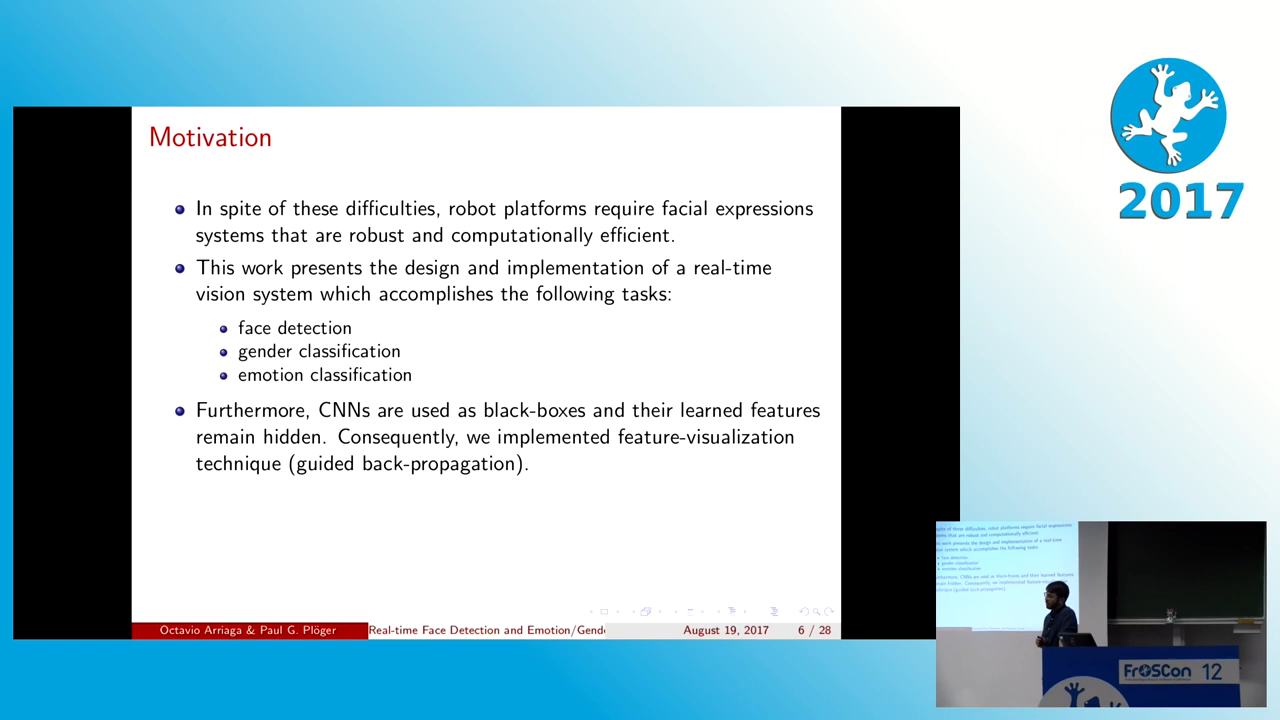 Motivation
In spite of these difficulties, robot platforms require facial expressions
systems that are robust and computationally efficient.
This work presents the design and implementation of a real-time
vision system which accomplishes the following tasks:
face detection
gender classification
emotion classification
Furthermore, CNNs are used as black-boxes and their learned features
remain hidden. Consequently, we implemented feature-visualization
technique (guided back-propagation).
Octavio Arriaga & Paul G. Plöger
Real-time Face Detection and Emotion/Gend
August 19, 2017
6 / 28
2017
FrOSCon 12